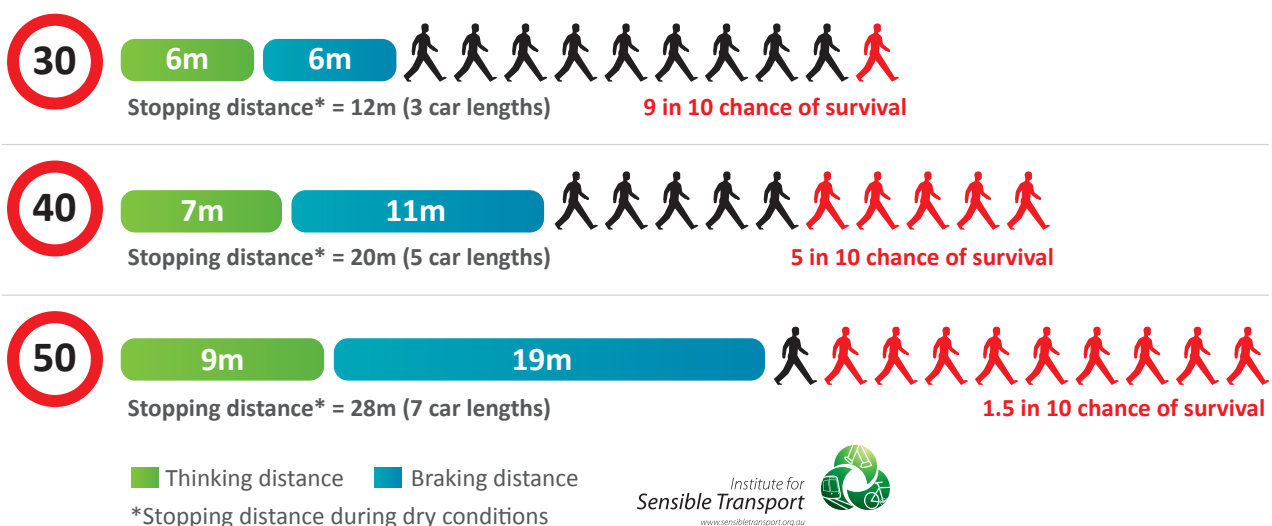 30
6m 6m
Stopping distance* = 12m (3 car lengths) 9 in 10 chance of survival
40
7m 11m
Stopping distance* = 20m (5 car lengths) 5 in 10 chance of survival
50
9m 19m
Stopping distance* = 28m (7 car lengths) 1.5 in 10 chance of survival
Thinking distance Braking distance
*Stopping distance during dry conditions
Institute for
Sensible Transport
www.sensibletransport.org.au